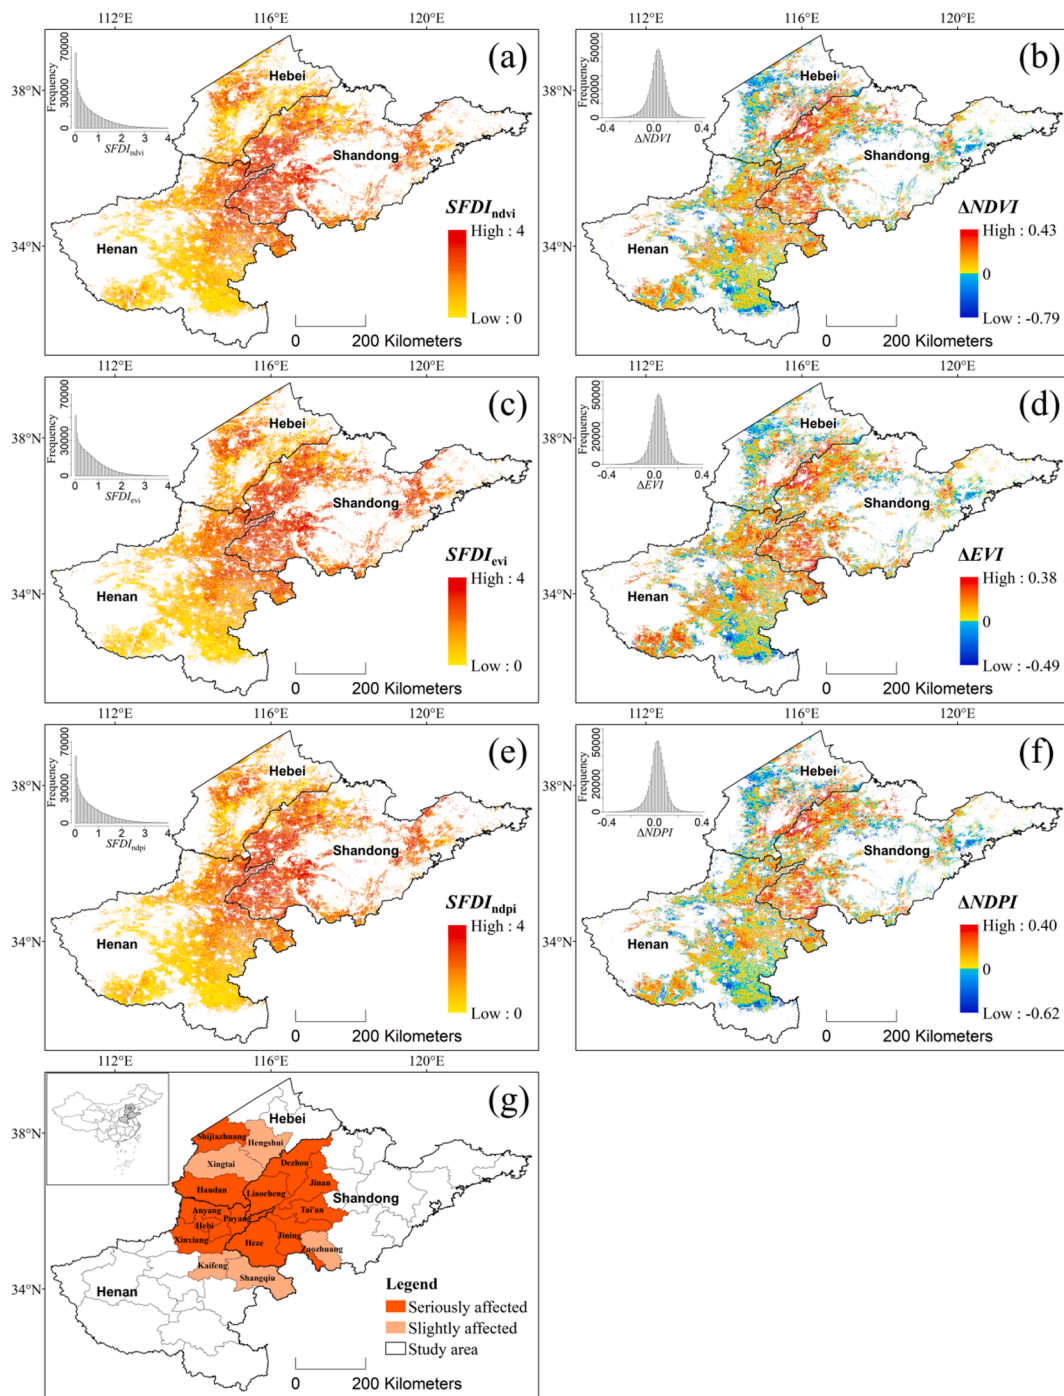 112°E 116°E 120°E 112°E 116°E 120°E
(a)
Frequency
70000
30000
0
0 1 2 3 4
SFDIndvi
Hebei
Shandong
Henan
SFDIndvi
High : 4
Low : 0
0 200 Kilometers
38°N
34°N
(b)
Frequency
50000
20000
0
-0.4 0.0 0.4
ΔNDVI
Hebei
Shandong
Henan
ΔNDVI
High : 0.43
0
Low : -0.79
0 200 Kilometers
38°N
34°N
112°E 116°E 120°E 112°E 116°E 120°E
(c)
Frequency
70000
30000
0
0 1 2 3 4
SFDIevi
Hebei
Shandong
Henan
SFDIevi
High : 4
Low : 0
0 200 Kilometers
38°N
34°N
(d)
Frequency
50000
20000
0
-0.4 0.0 0.4
ΔEVI
Hebei
Shandong
Henan
ΔEVI
High : 0.38
0
Low : -0.49
0 200 Kilometers
38°N
34°N
112°E 116°E 120°E 112°E 116°E 120°E
(e)
Frequency
70000
30000
0
0 1 2 3 4
SFDIndpi
Hebei
Shandong
Henan
SFDIndpi
High : 4
Low : 0
0 200 Kilometers
38°N
34°N
(f)
Frequency
50000
20000
0
-0.4 0.0 0.4
ΔNDPI
Hebei
Shandong
Henan
ΔNDPI
High : 0.40
0
Low : -0.62
0 200 Kilometers
38°N
34°N
112°E 116°E 120°E
(g)
Hebei
38°N
Shijiazhuang
Hengshui
Xingtai
Dezhou
Handan
Liaocheng
Jinan
Shandong
Anyang
Tai'an
Puyang
Hebi
Xinxiang
Heze
Jining
Zaozhuang
Kaifeng
Shangqiu
34°N
Henan
Legend
Seriously affected
Slightly affected
Study area
0 200 Kilometers